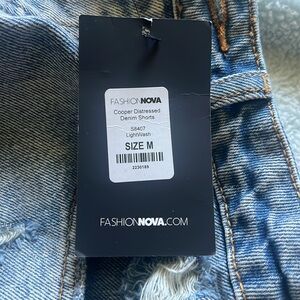 FASHIONNOVA
Cooper Distressed
Denim Shorts
S8407
LightWash
SIZE M
2230189
FASHIONNOVA.COM